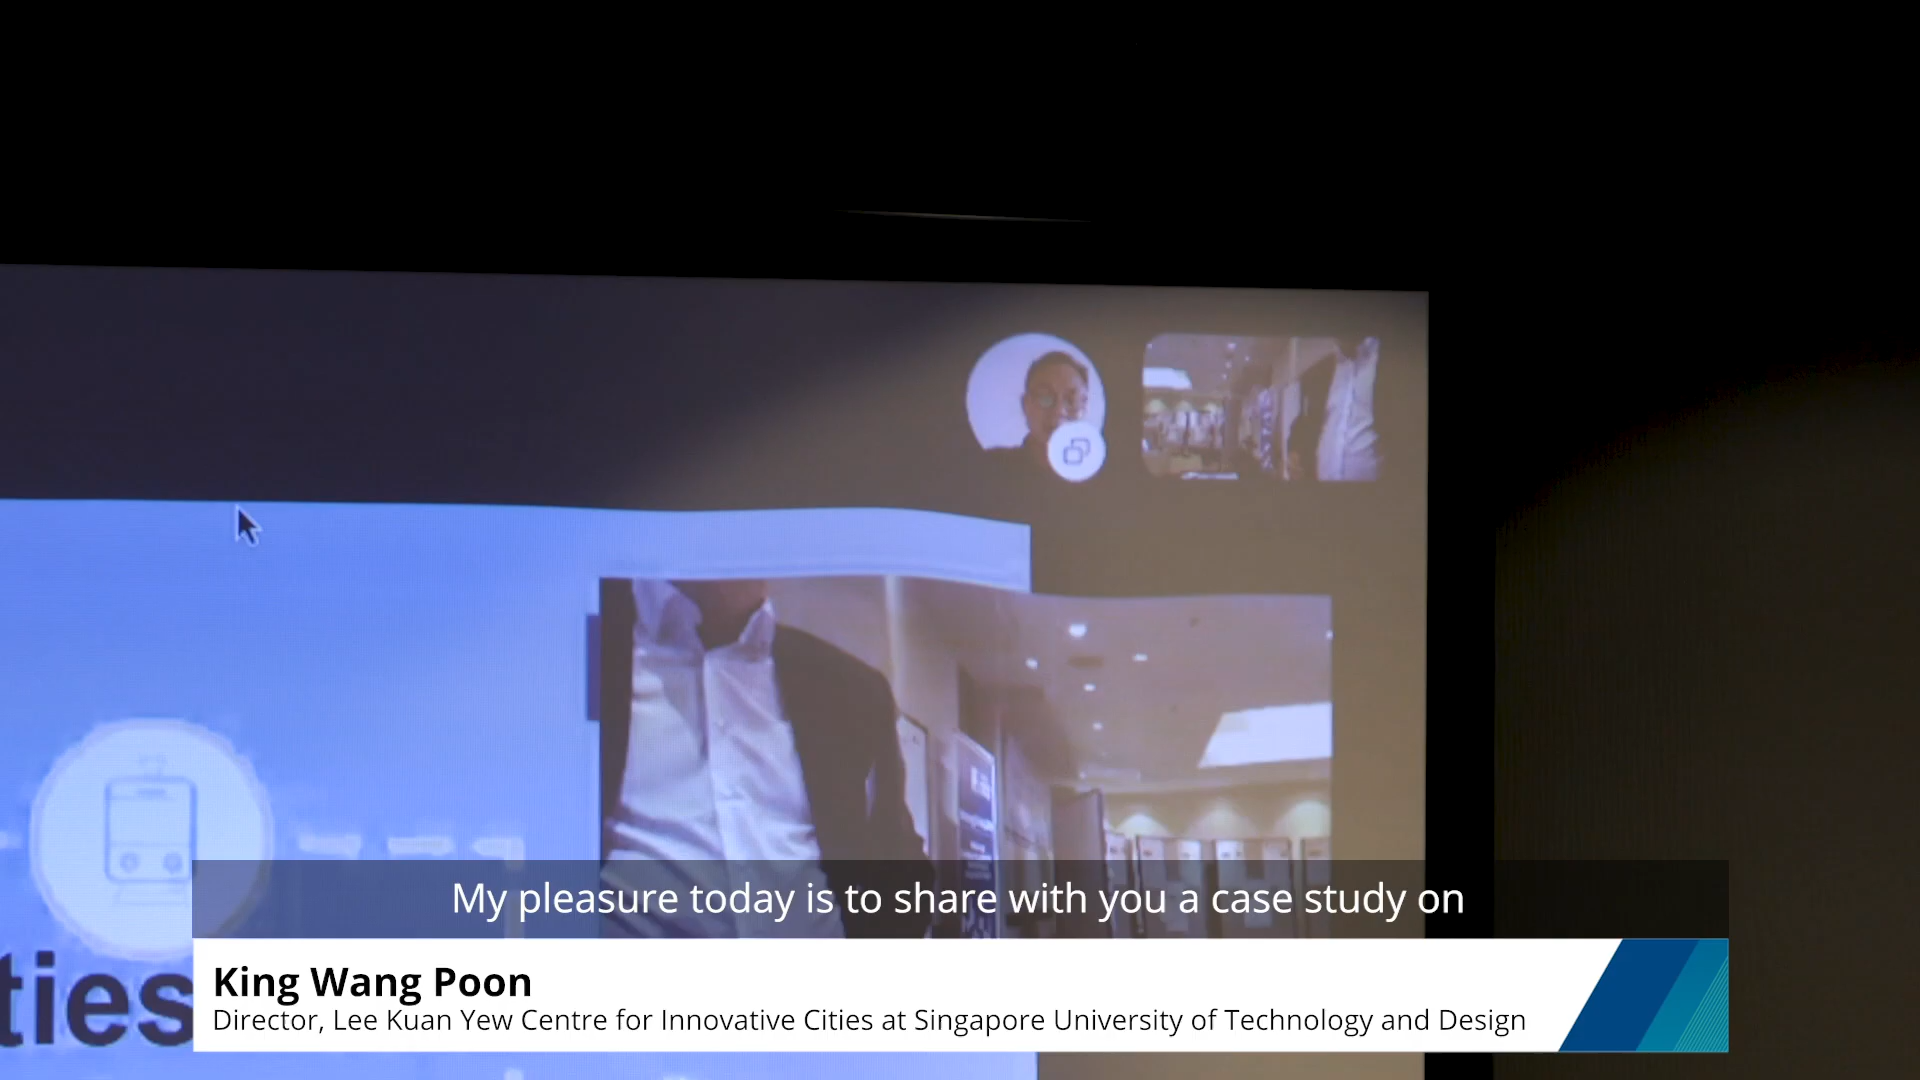 My pleasure today is to share with you a case study on
ties
King Wang Poon
Director, Lee Kuan Yew Centre for Innovative Cities at Singapore University of Technology and Design